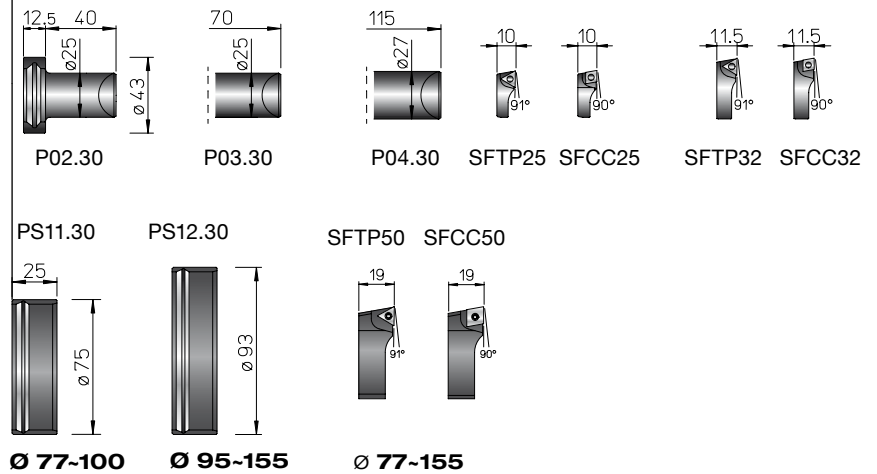 12.5 40 70 115 10 10 11.5 11.5
ø25 ø43 ø25 ø27 91° 90° 91° 90°
P02.30 P03.30 P04.30 SFTP25 SFCC25 SFTP32 SFCC32
PS11.30 PS12.30 SFTP50 SFCC50
25 19 19
ø75 ø93 91° 90°
Ø 77~100 Ø 95~155 Ø 77~155